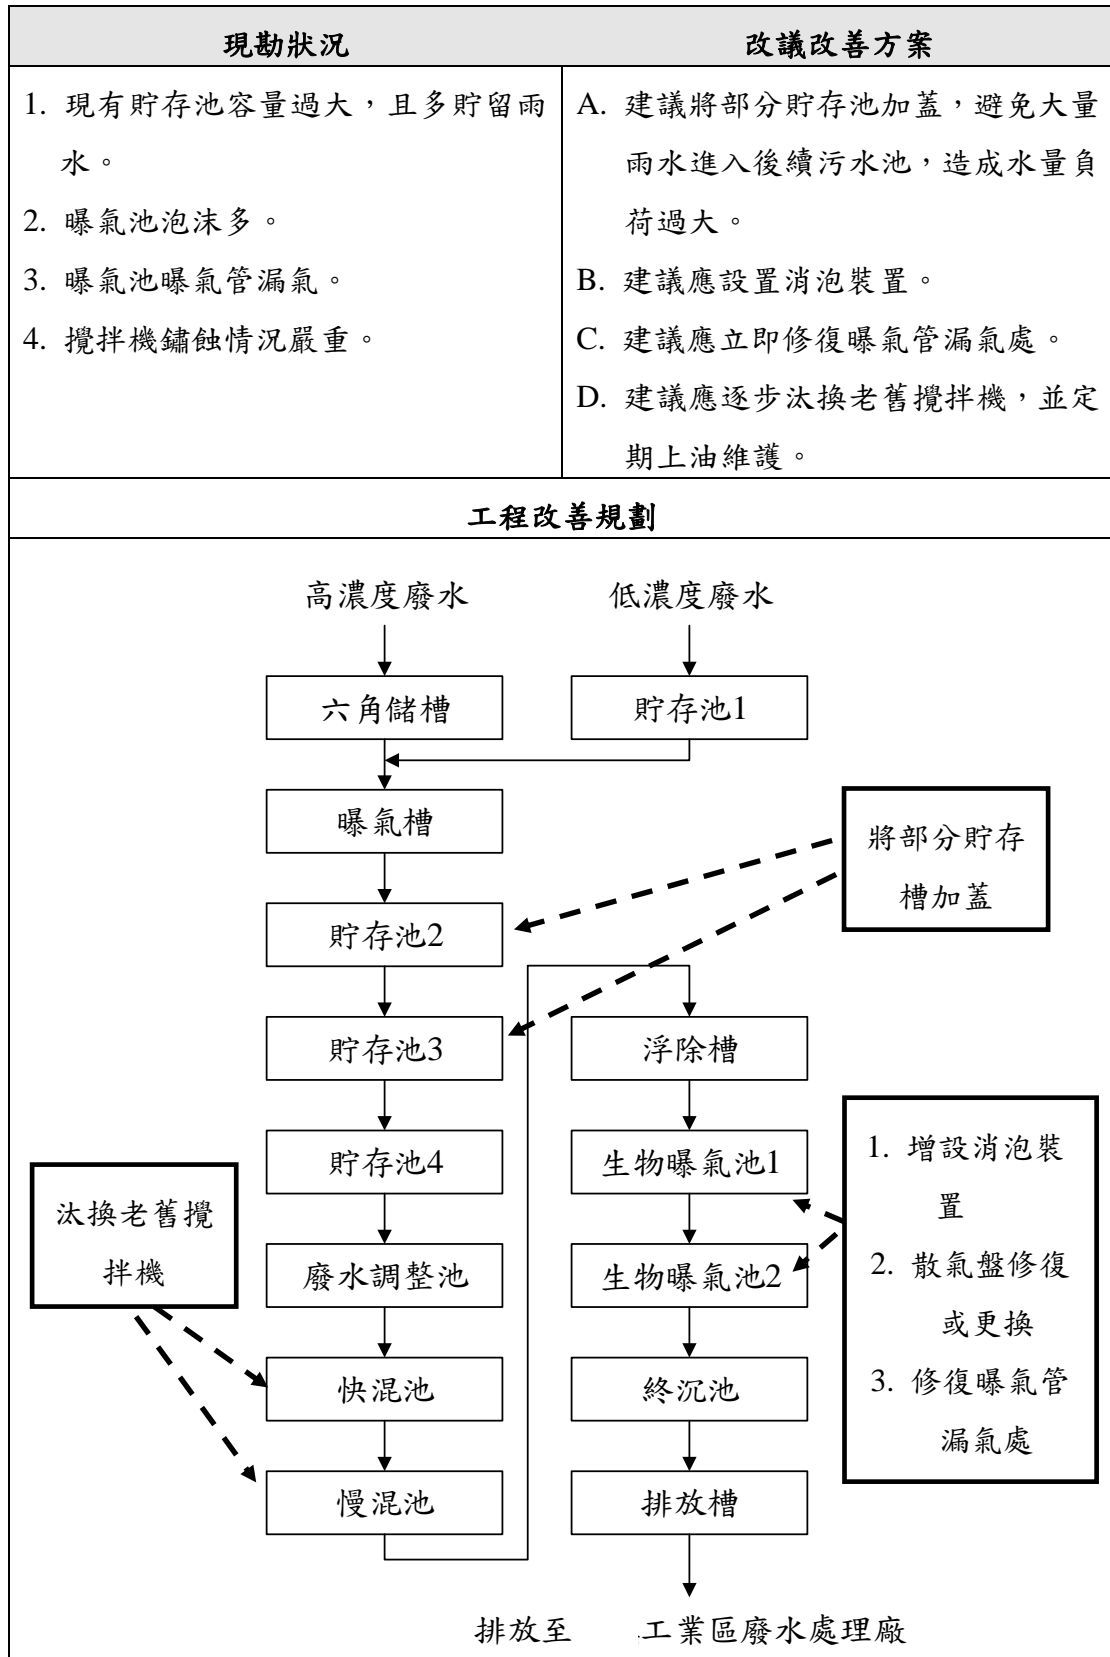 現勘狀況
改議改善方案
1. 現有貯存池容量過大，且多貯留雨
水。
2. 曝氣池泡沫多。
3. 曝氣池曝氣管漏氣。
4. 攪拌機鏽蝕情況嚴重。
A. 建議將部分貯存池加蓋，避免大量
雨水進入後續污水池，造成水量負
荷過大。
B. 建議應設置消泡裝置。
C. 建議應立即修復曝氣管漏氣處。
D. 建議應逐步汰換老舊攪拌機，並定
期上油維護。
工程改善規劃
高濃度廢水
低濃度廢水
六角儲槽
貯存池1
曝氣槽
將部分貯存
槽加蓋
貯存池2
貯存池3
浮除槽
貯存池4
生物曝氣池1
1. 增設消泡裝
置
2. 散氣盤修復
或更換
3. 修復曝氣管
漏氣處
汰換老舊攪
拌機
廢水調整池
生物曝氣池2
快混池
終沉池
慢混池
排放槽
排放至 工業區廢水處理廠